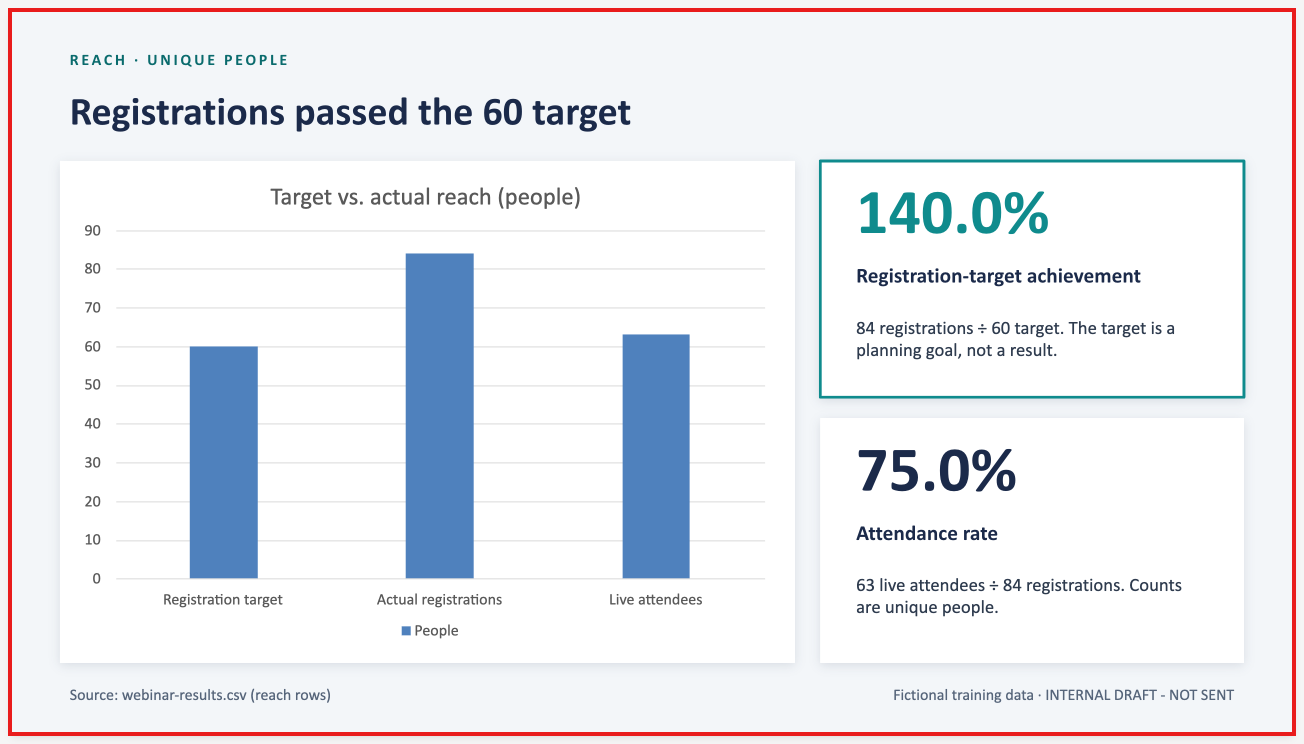 REACH · UNIQUE PEOPLE
Registrations passed the 60 target
Target vs. actual reach (people)
90
80
70
60
50
40
30
20
10
0
Registration target
Actual registrations
Live attendees
People
140.0%
Registration-target achievement
84 registrations ÷ 60 target. The target is a
planning goal, not a result.
75.0%
Attendance rate
63 live attendees ÷ 84 registrations. Counts
are unique people.
Source: webinar-results.csv (reach rows)
Fictional training data · INTERNAL DRAFT - NOT SENT